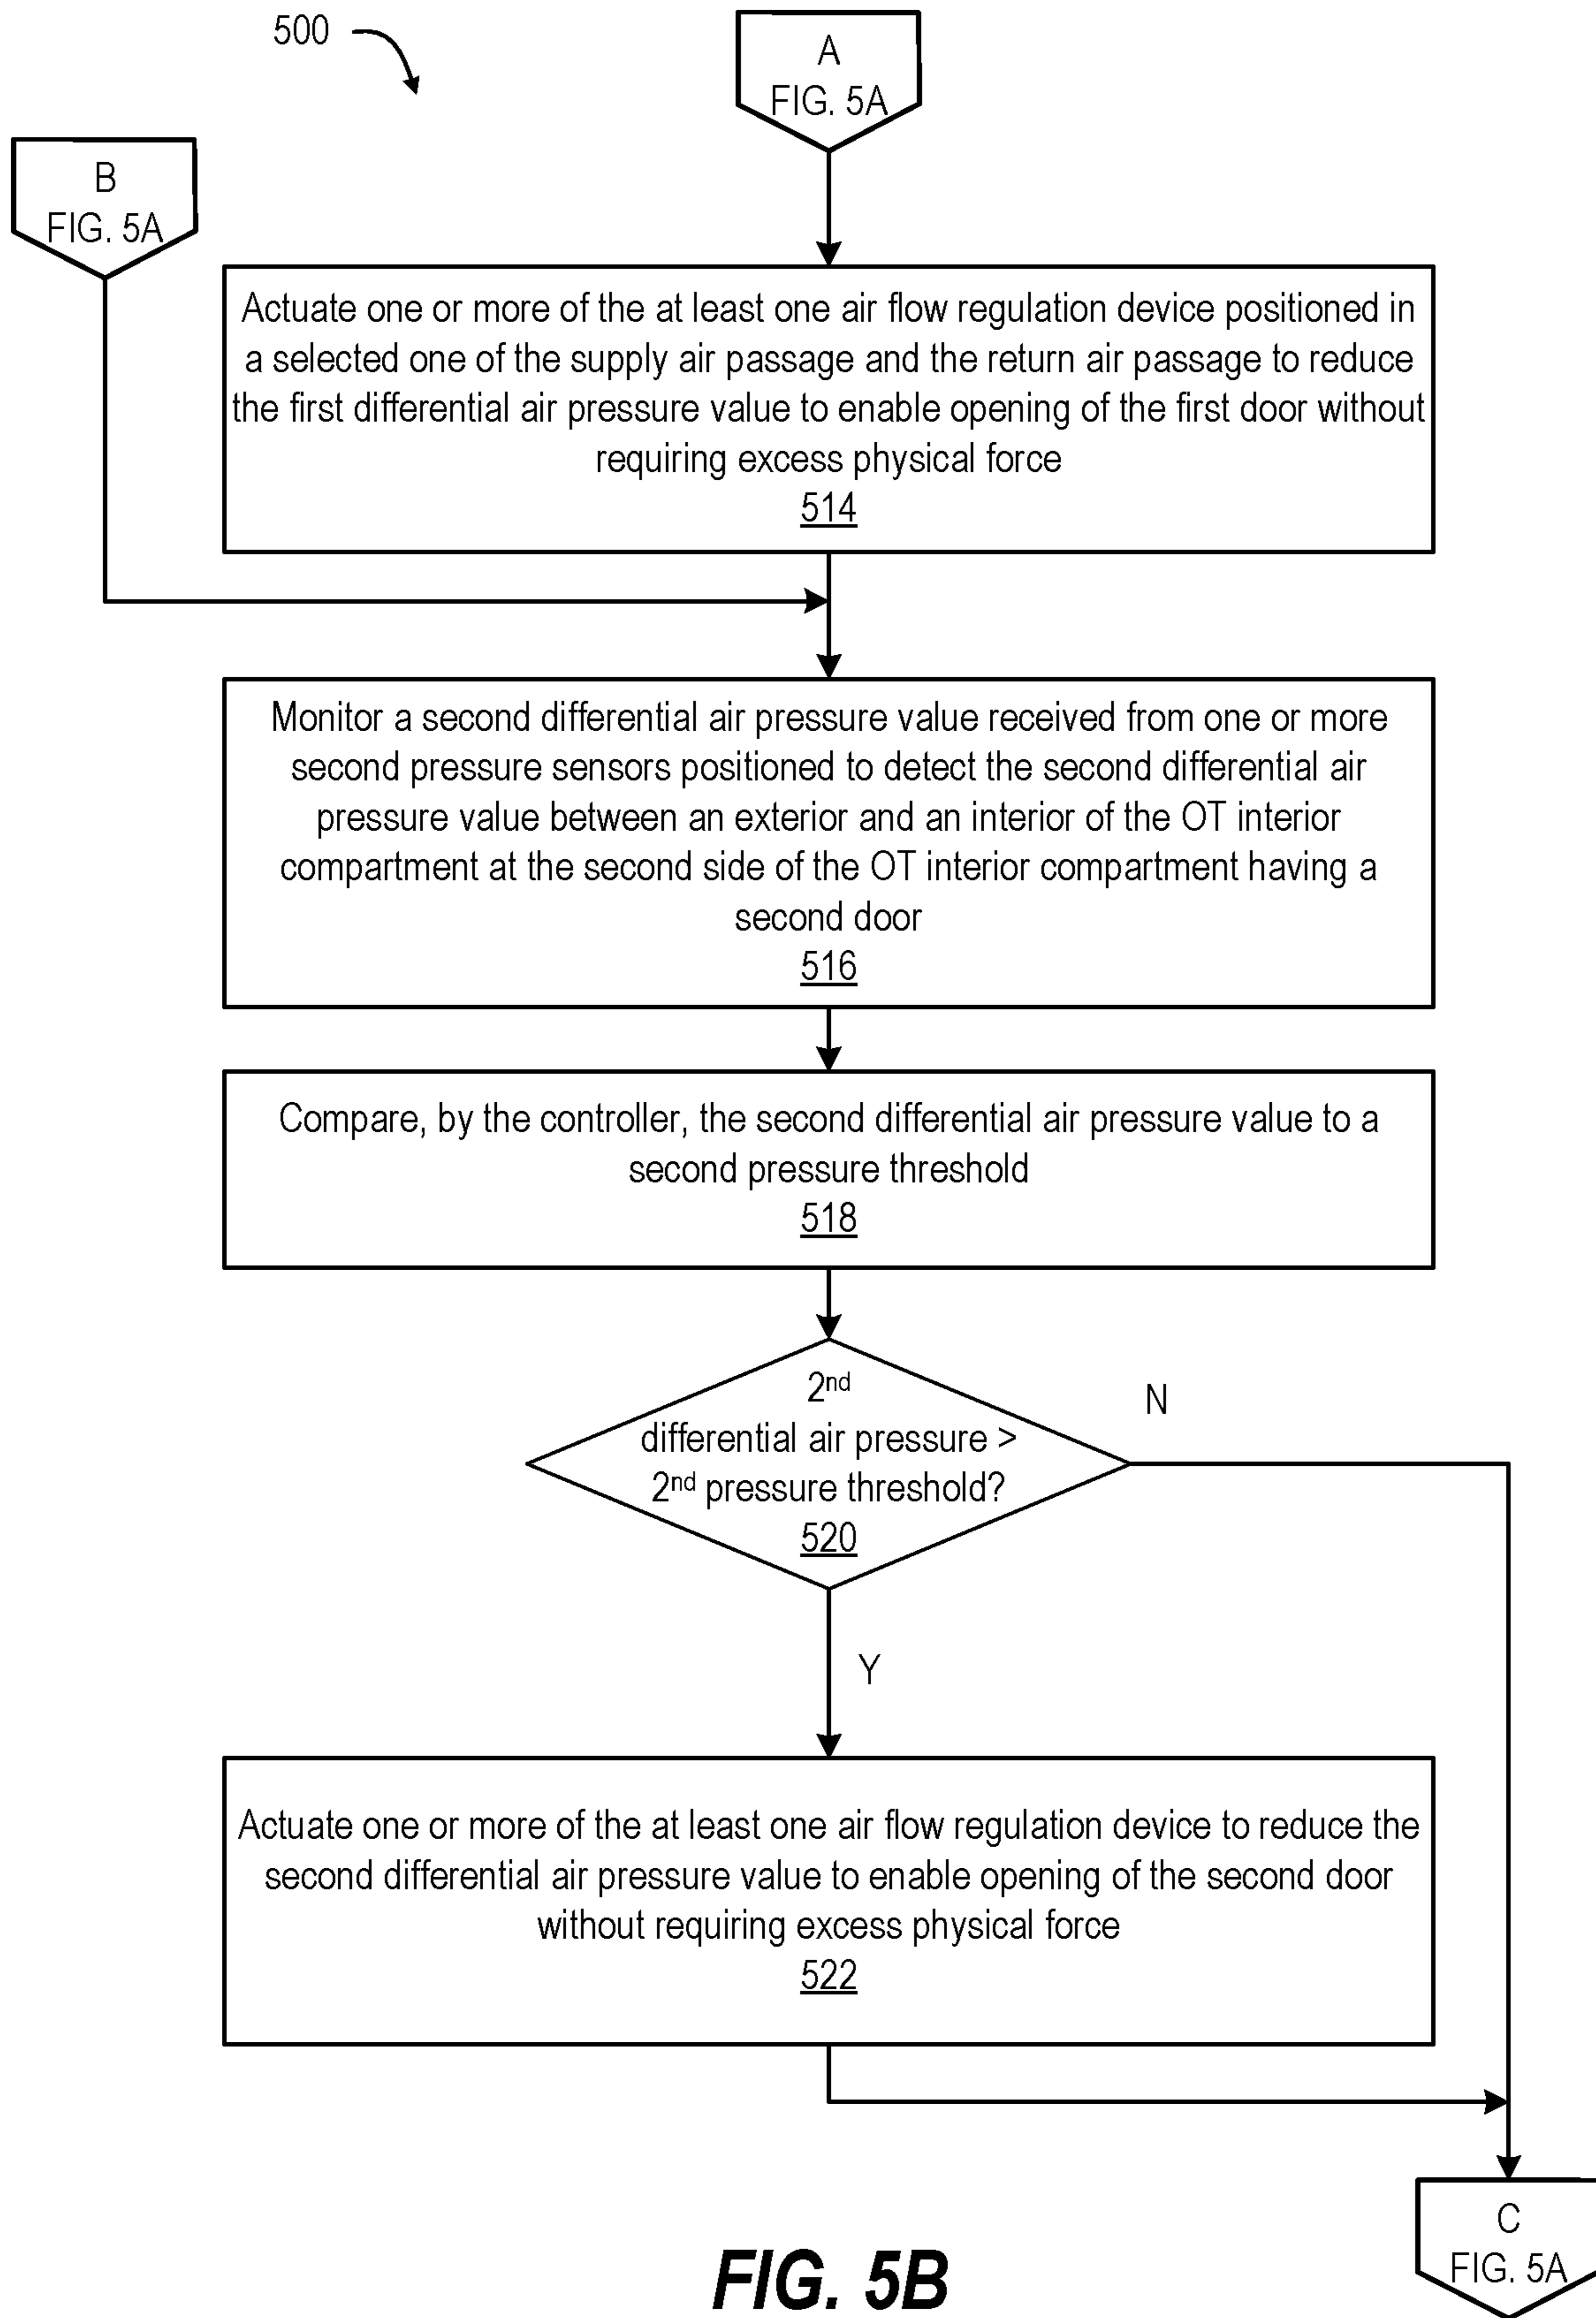 500
A
FIG. 5A
B
FIG. 5A
Actuate one or more of the at least one air flow regulation device positioned in
a selected one of the supply air passage and the return air passage to reduce
the first differential air pressure value to enable opening of the first door without
requiring excess physical force
514
Monitor a second differential air pressure value received from one or more
second pressure sensors positioned to detect the second differential air
pressure value between an exterior and an interior of the OT interior
compartment at the second side of the OT interior compartment having a
second door
516
Compare, by the controller, the second differential air pressure value to a
second pressure threshold
518
2nd
differential air pressure >
2nd pressure threshold?
520
N
Y
Actuate one or more of the at least one air flow regulation device to reduce the
second differential air pressure value to enable opening of the second door
without requiring excess physical force
522
C
FIG. 5A
FIG. 5B